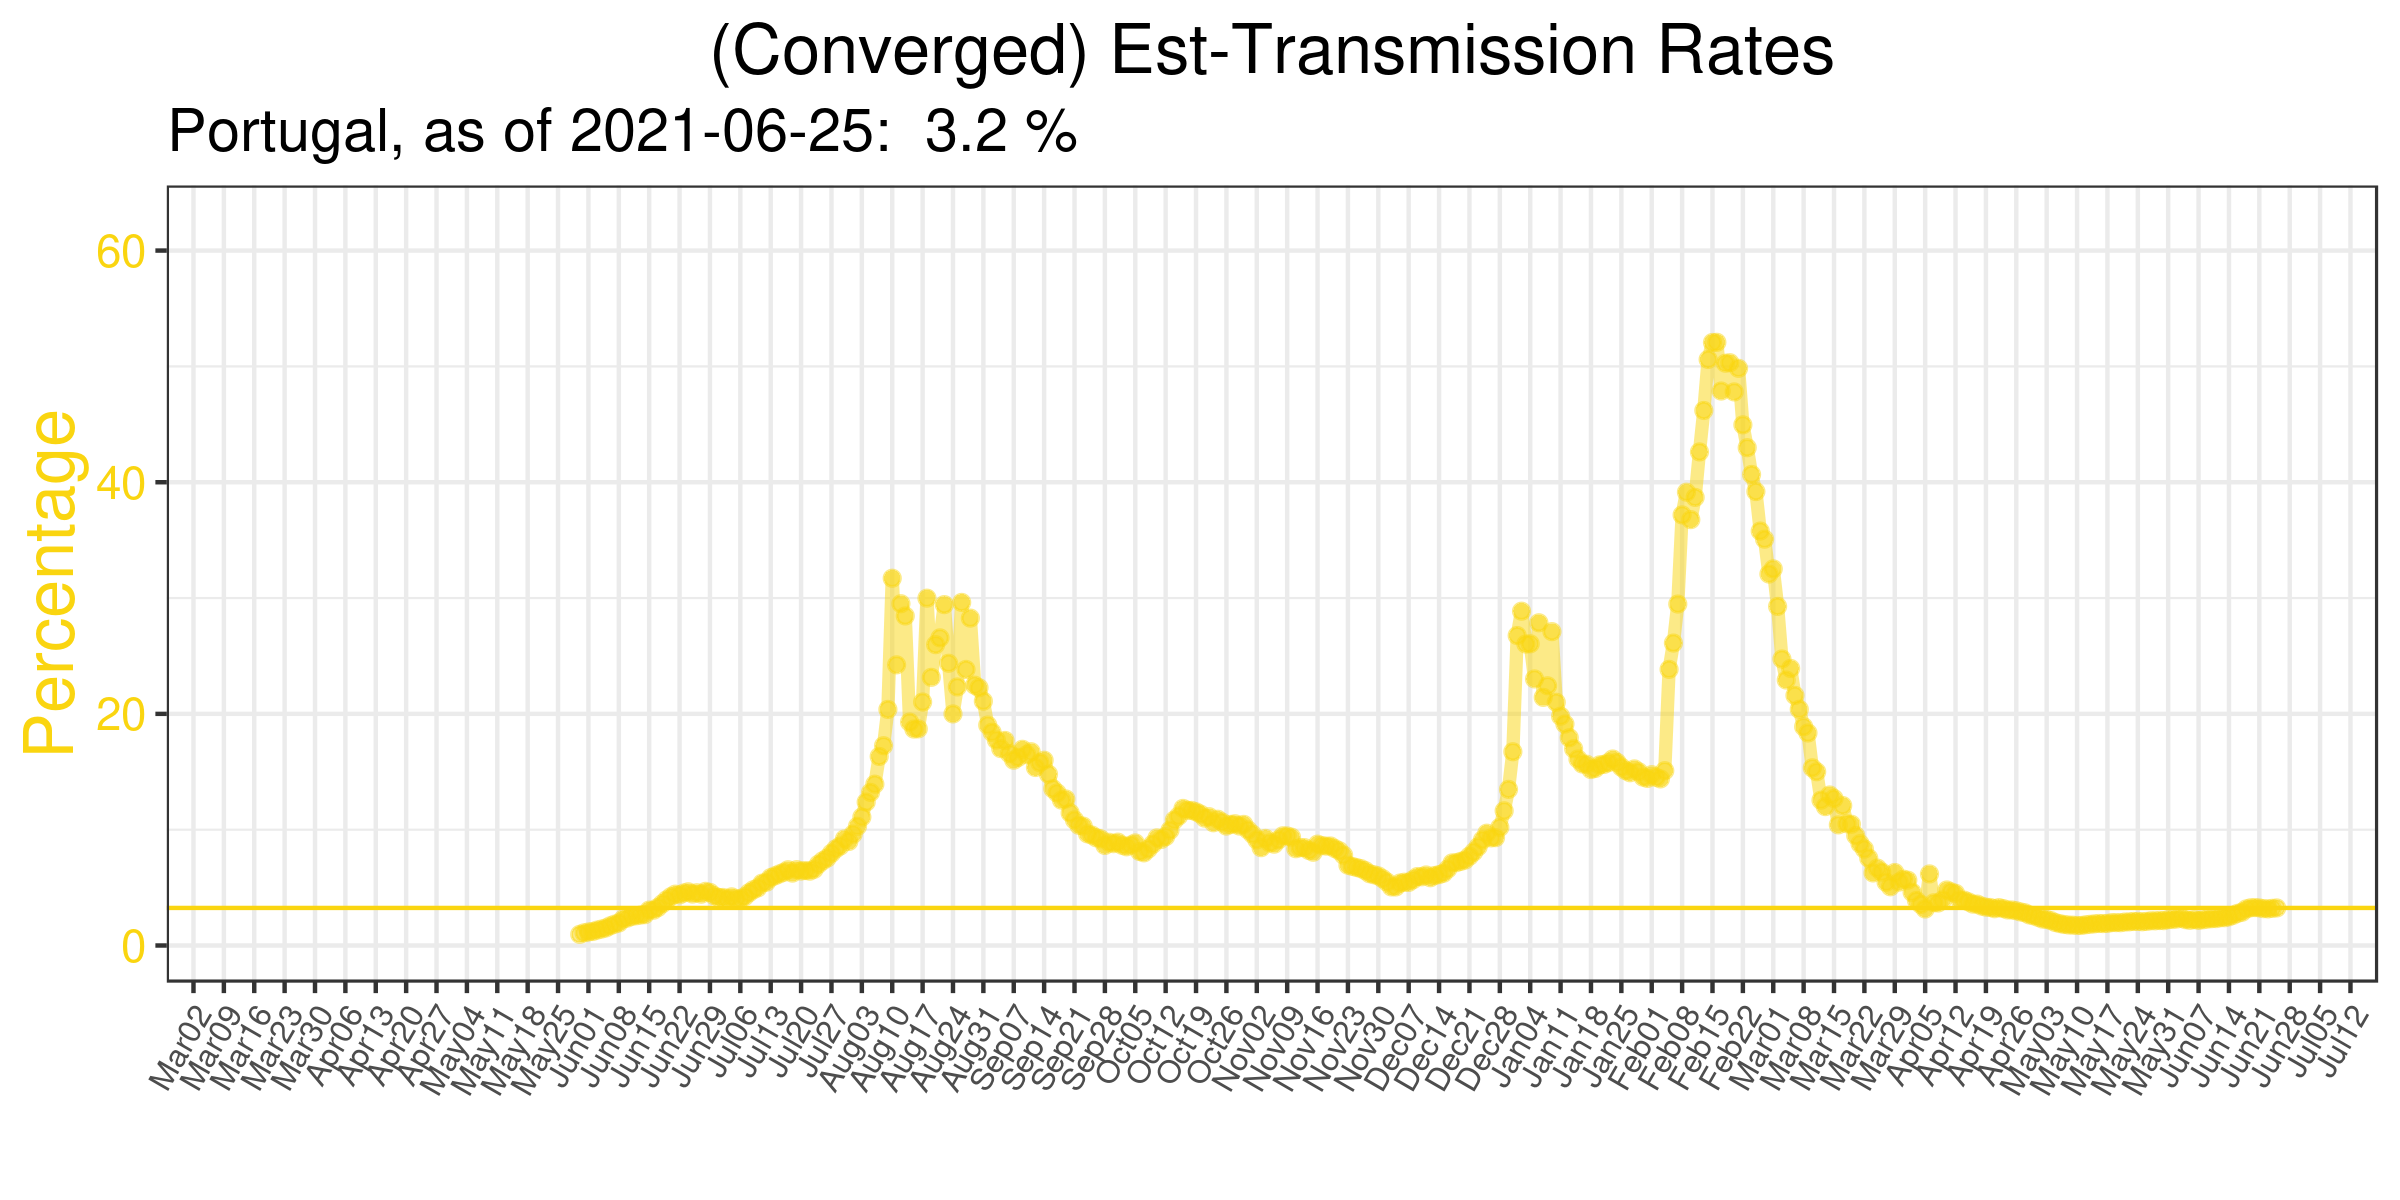 (Converged) Est-Transmission Rates
Portugal, as of 2021-06-25:  3.2 %
Percentage
60
40
20
0
Mar02
Mar09
Mar16
Mar23
Mar30
Apr06
Apr13
Apr20
Apr27
May04
May11
May18
May25
Jun01
Jun08
Jun15
Jun22
Jun29
Jul06
Jul13
Jul20
Jul27
Aug03
Aug10
Aug17
Aug24
Aug31
Sep07
Sep14
Sep21
Sep28
Oct05
Oct12
Oct19
Oct26
Nov02
Nov09
Nov16
Nov23
Nov30
Dec07
Dec14
Dec21
Dec28
Jan04
Jan11
Jan18
Jan25
Feb01
Feb08
Feb15
Feb22
Mar01
Mar08
Mar15
Mar22
Mar29
Apr05
Apr12
Apr19
Apr26
May03
May10
May17
May24
May31
Jun07
Jun14
Jun21
Jun28
Jul05
Jul12